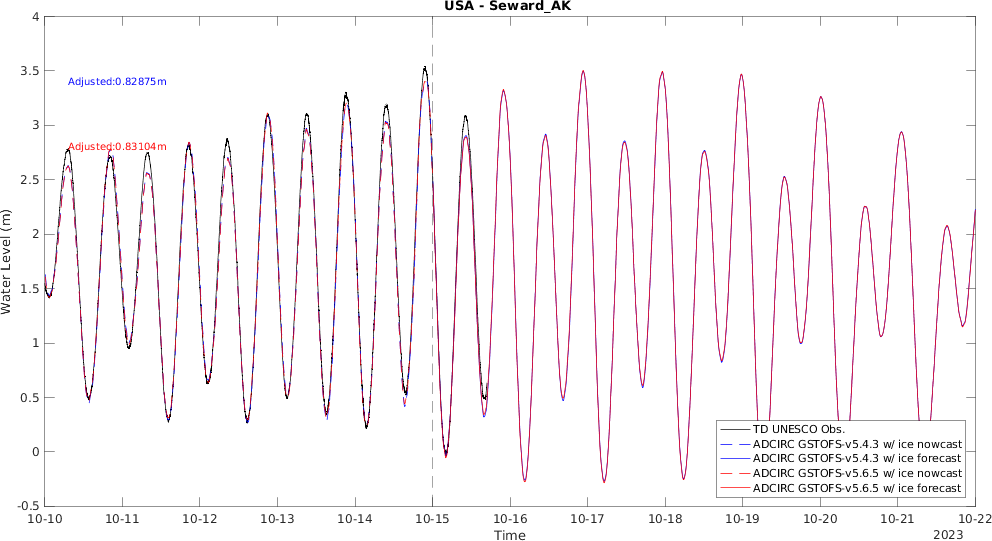 USA - Seward_AK
Adjusted:0.82875m
Adjusted:0.83104m
Water Level (m)
4
3.5
3
2.5
2
1.5
1
0.5
0
-0.5
10-10 10-11 10-12 10-13 10-14 10-15 10-16 10-17 10-18 10-19 10-20 10-21 10-22
Time
2023
TD UNESCO Obs.
ADCIRC GSTOFS-v5.4.3 w/ ice nowcast
ADCIRC GSTOFS-v5.4.3 w/ ice forecast
ADCIRC GSTOFS-v5.6.5 w/ ice nowcast
ADCIRC GSTOFS-v5.6.5 w/ ice forecast